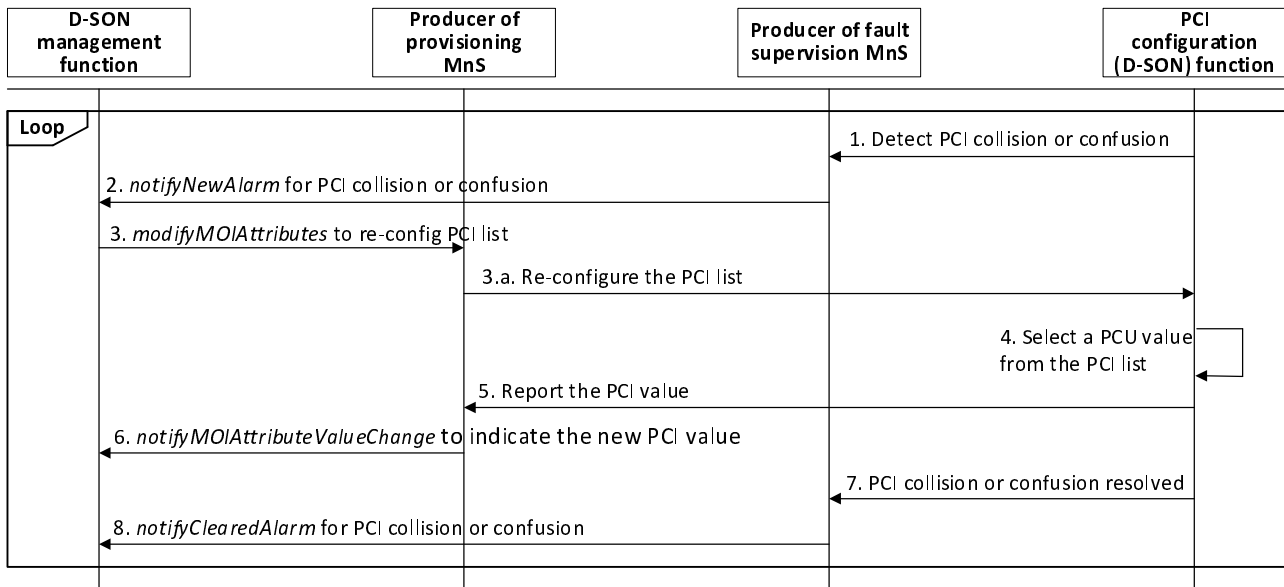 D-SON
management
function
Producer of
provisioning
MnS
Producer of fault
supervision MnS
PCI
configuration
(D-SON) function
Loop
1. Detect PCI collision or confusion
2. notifyNewAlarm for PCI collision or confusion
3. modifyMOIAttributes to re-config PCI list
3.a. Re-configure the PCI list
4. Select a PCU value
from the PCI list
5. Report the PCI value
6. notifyMOIAttributeValueChange to indicate the new PCI value
7. PCI collision or confusion resolved
8. notifyClearedAlarm for PCI collision or confusion